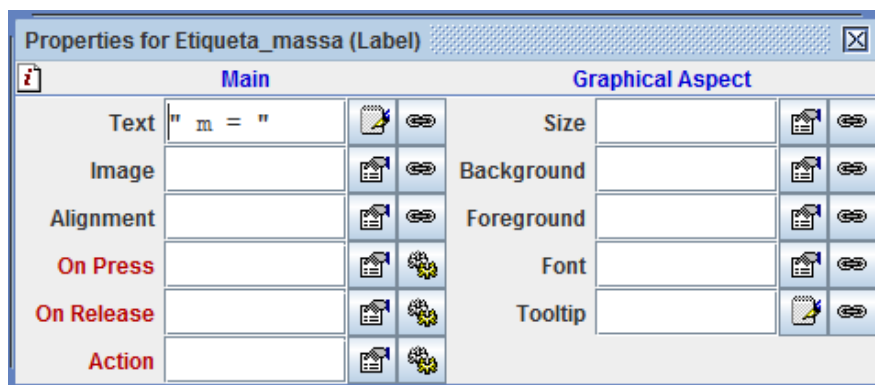 Properties for Etiqueta_massa (Label)
Main Graphical Aspect
Text " m = " Size
Image Background
Alignment Foreground
On Press Font
On Release Tooltip
Action